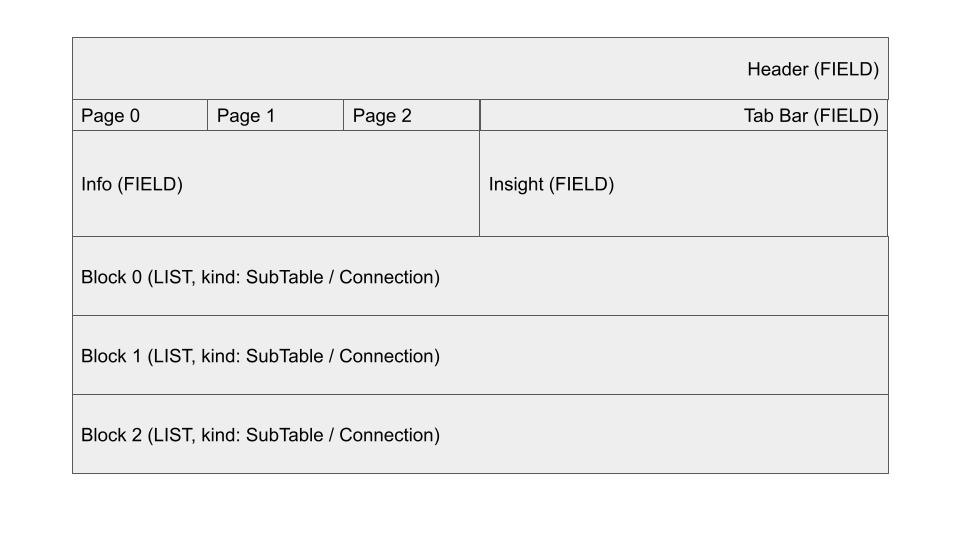 Header (FIELD)
Page 0
Page 1
Page 2
Tab Bar (FIELD)
Info (FIELD)
Insight (FIELD)
Block 0 (LIST, kind: SubTable / Connection)
Block 1 (LIST, kind: SubTable / Connection)
Block 2 (LIST, kind: SubTable / Connection)